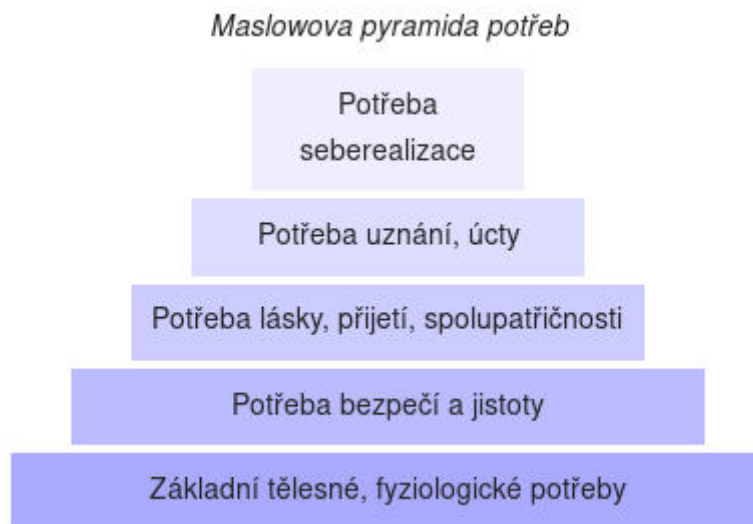 Maslowova pyramida potřeb
Potřeba
seberealizace
Potřeba uznání, úcty
Potřeba lásky, přijetí, spolupatřičnosti
Potřeba bezpečí a jistoty
Základní tělesné, fyziologické potřeby